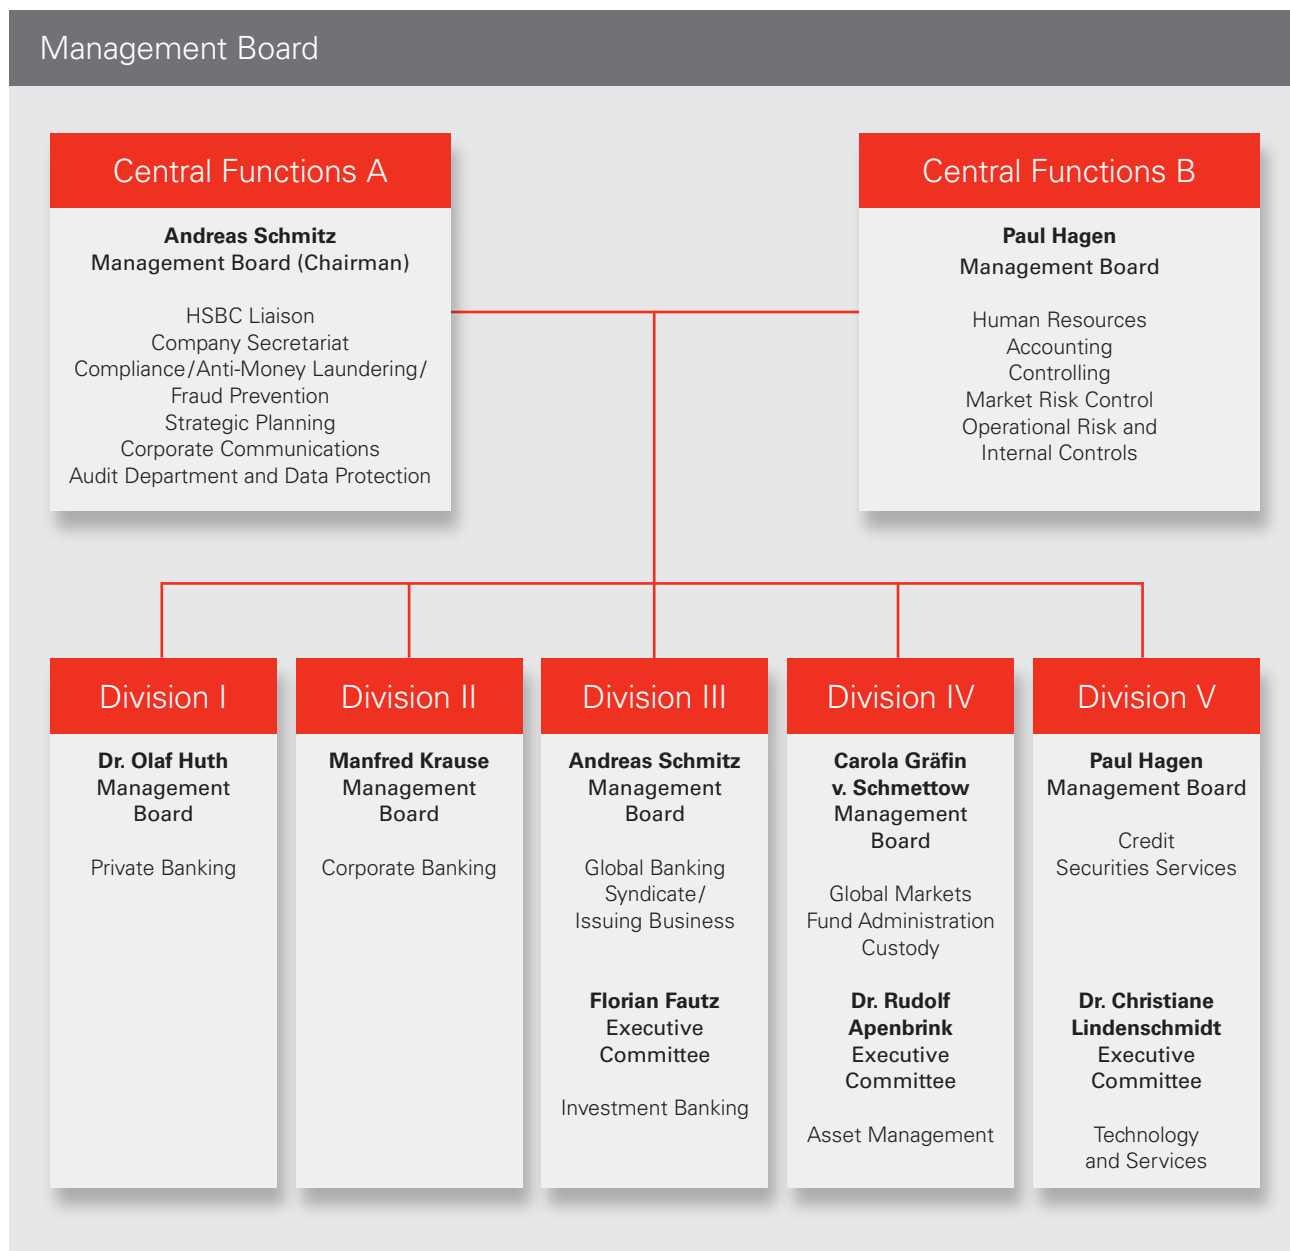 Management Board
Central Functions A
Andreas Schmitz
Management Board (Chairman)
HSBC Liaison
Company Secretariat
Compliance/Anti-Money Laundering/
Fraud Prevention
Strategic Planning
Corporate Communications
Audit Department and Data Protection
Central Functions B
Paul Hagen
Management Board
Human Resources
Accounting
Controlling
Market Risk Control
Operational Risk and
Internal Controls
Division I
Dr. Olaf Huth
Management
Board
Private Banking
Division II
Manfred Krause
Management
Board
Corporate Banking
Division III
Andreas Schmitz
Management
Board
Global Banking
Syndicate/
Issuing Business
Florian Fautz
Executive
Committee
Investment Banking
Division IV
Carola Gräfin
v. Schmettow
Management
Board
Global Markets
Fund Administration
Custody
Dr. Rudolf
Apenbrink
Executive
Committee
Asset Management
Division V
Paul Hagen
Management Board
Credit
Securities Services
Dr. Christiane
Lindenschmidt
Executive
Committee
Technology
and Services